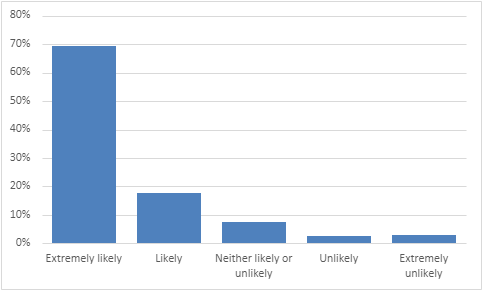 80%
70%
60%
50%
40%
30%
20%
10%
0%
Extremely likely
Likely
Neither likely or
unlikely
Unlikely
Extremely
unlikely